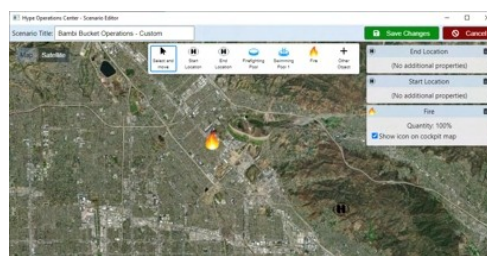 Hype Operations Center - Scenario Editor
Scenario Title: Bambi Bucket Operations - Custom
Save Changes
Cancel
Map
Satellite
Select and Move
Start Location
End Location
Firefighting Pool
Swimming Pool 1
Fire
Other Object
End Location
(No additional properties)
Start Location
(No additional properties)
Fire
Quantity: 100%
Show icon on cockpit map